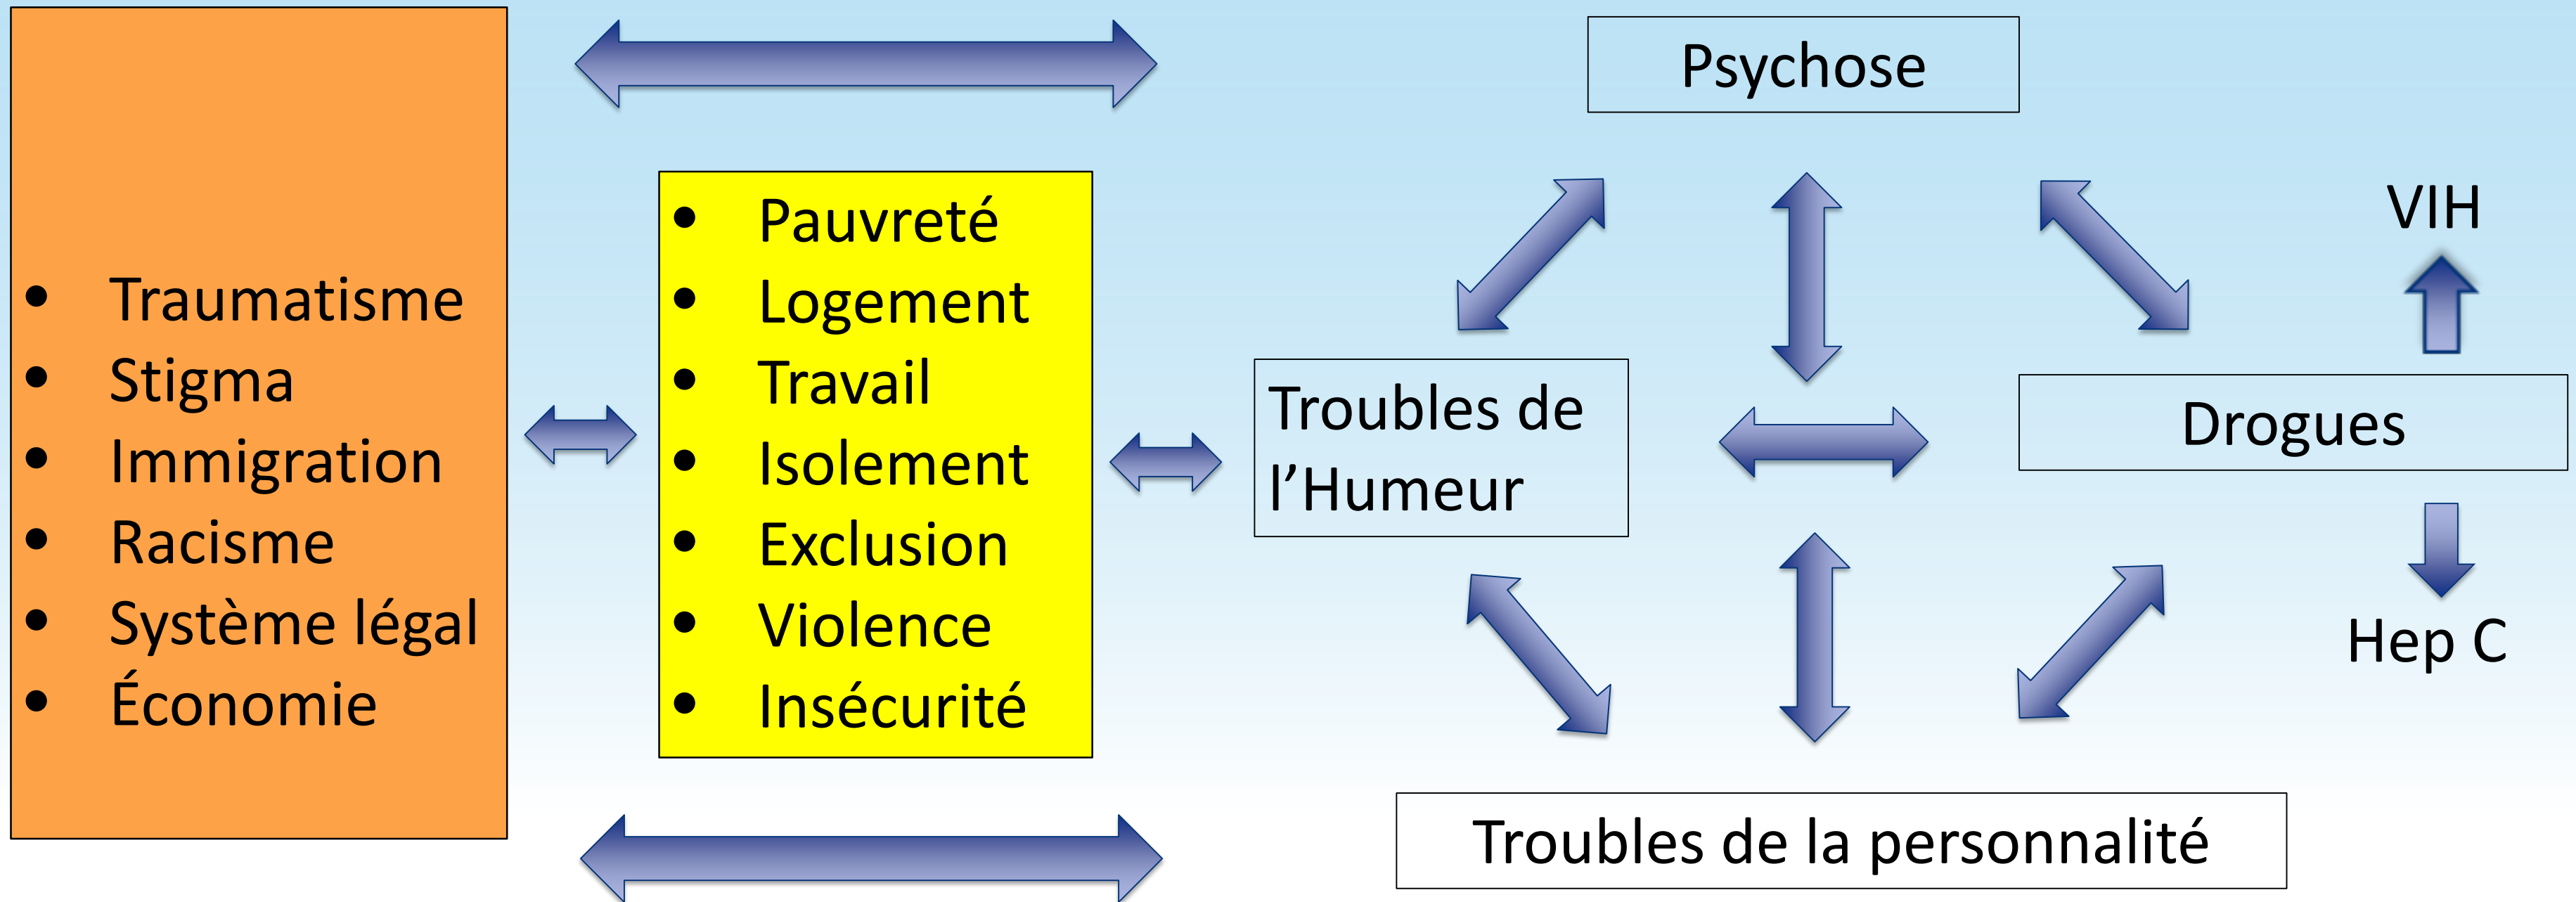 • Traumatisme
• Stigma
• Immigration
• Racisme
• Système légal
• Économie
• Pauvreté
• Logement
• Travail
• Isolement
• Exclusion
• Violence
• Insécurité
Psychose
Troubles de
l’Humeur
Drogues
VIH
Hep C
Troubles de la personnalité